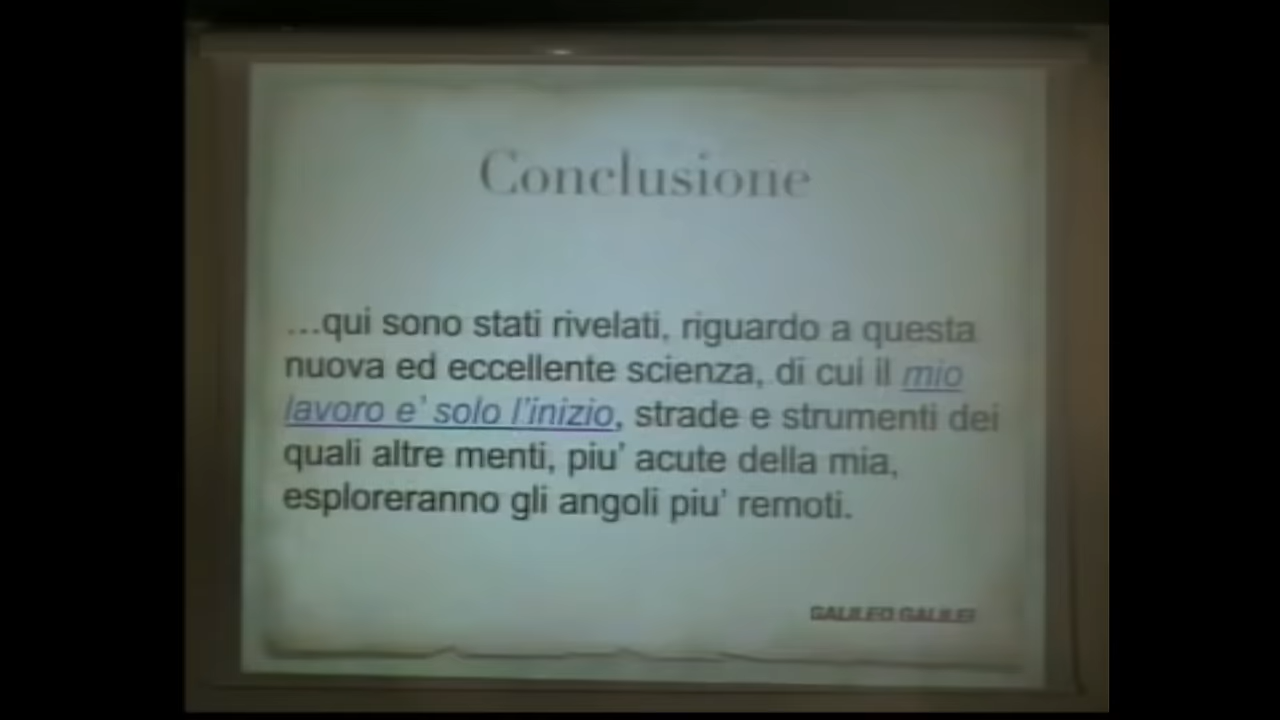 Conclusione
…qui sono stati rivelati, riguardo a questa
nuova ed eccellente scienza, di cui il mio
lavoro e' solo l'inizio, strade e strumenti dei
quali altre menti, piu' acute della mia,
esploreranno gli angoli piu' remoti.
GALILEO GALILEI